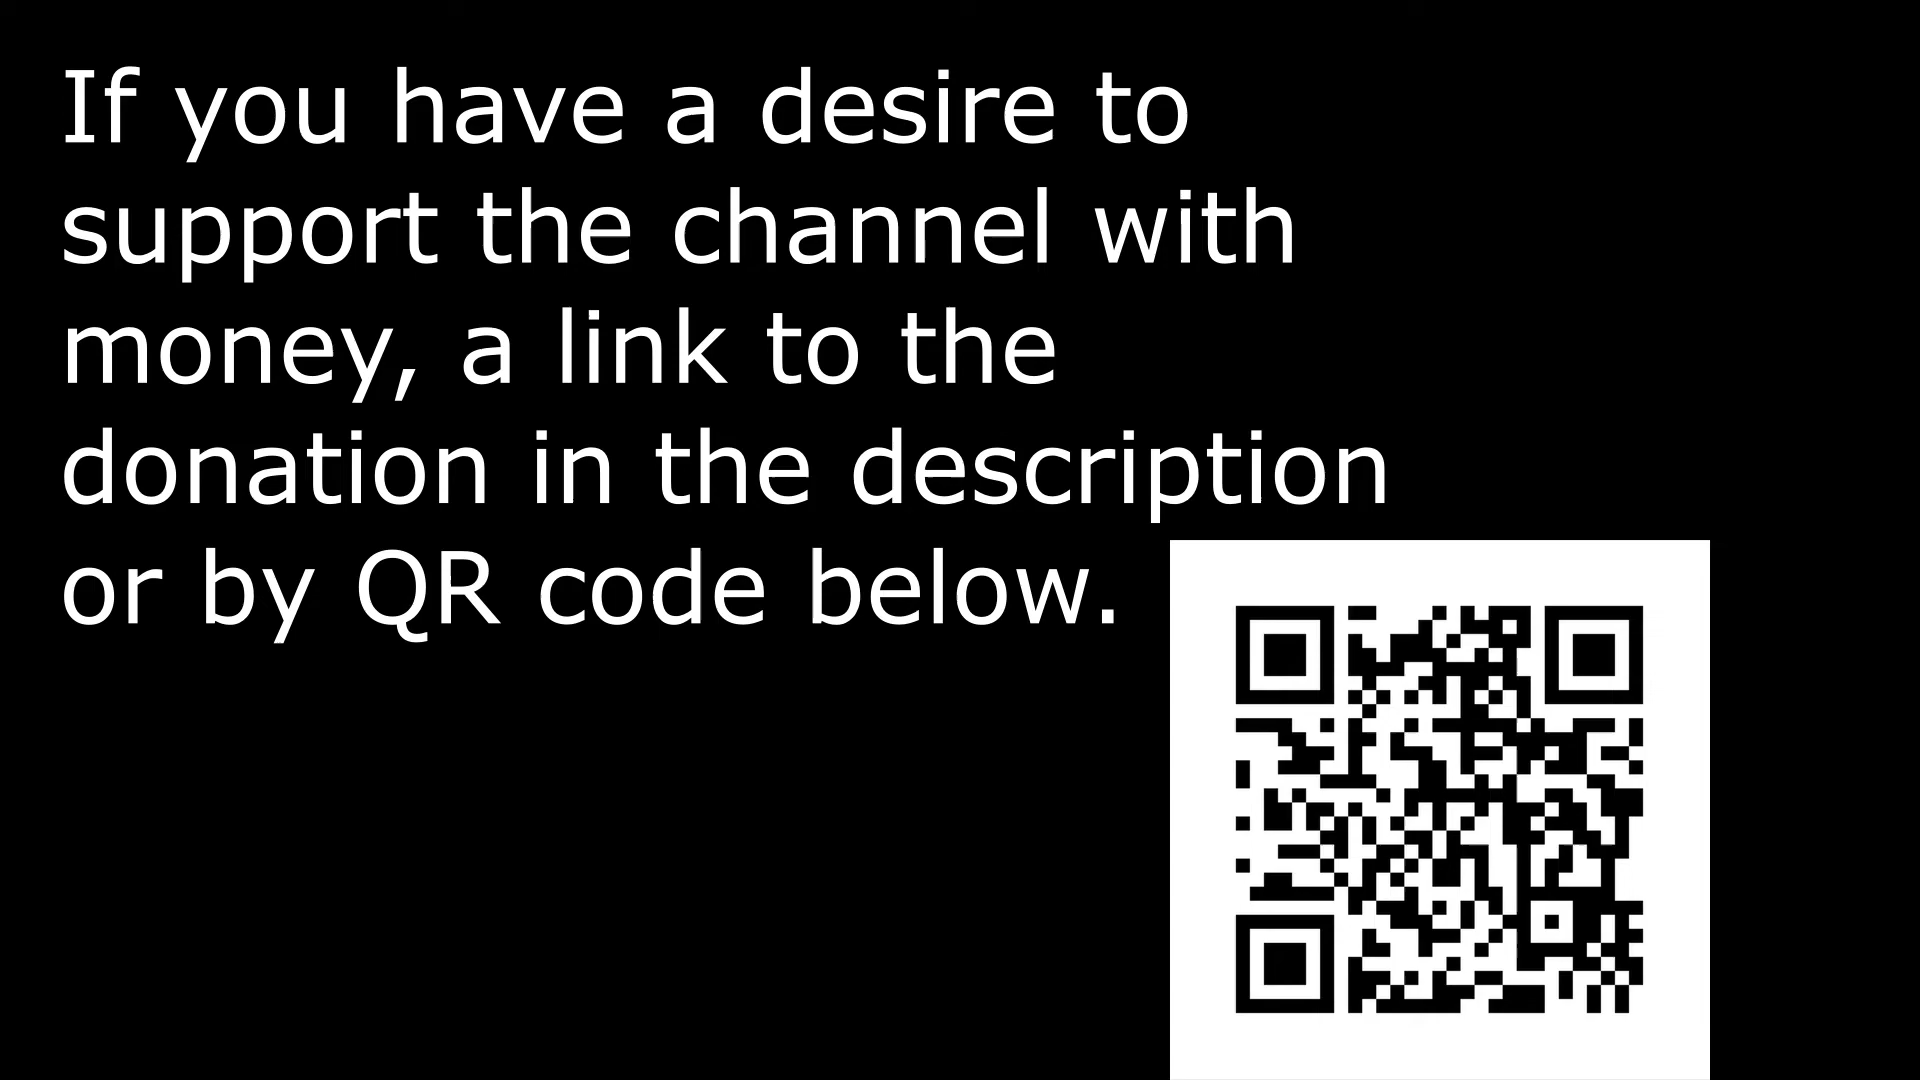 If you have a desire to
support the channel with
money, a link to the
donation in the description
or by QR code below.